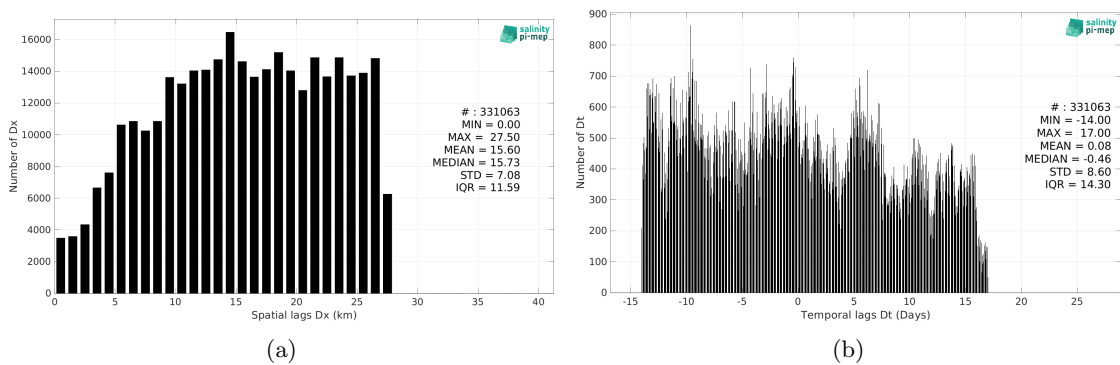 salinity
pi-mep
16000
14000
12000
10000
8000
6000
4000
2000
0
Number of Dx
# : 331063
MIN = 0.00
MAX = 27.50
MEAN = 15.60
MEDIAN = 15.73
STD = 7.08
IQR = 11.59
0 5 10 15 20 25 30 35 40
Spatial lags Dx (km)
(a)
salinity
pi-mep
900
800
700
600
500
400
300
200
100
0
Number of Dt
# : 331063
MIN = -14.00
MAX = 17.00
MEAN = 0.08
MEDIAN = -0.46
STD = 8.60
IQR = 14.30
-15 -10 -5 0 5 10 15 20 25
Temporal lags Dt (Days)
(b)